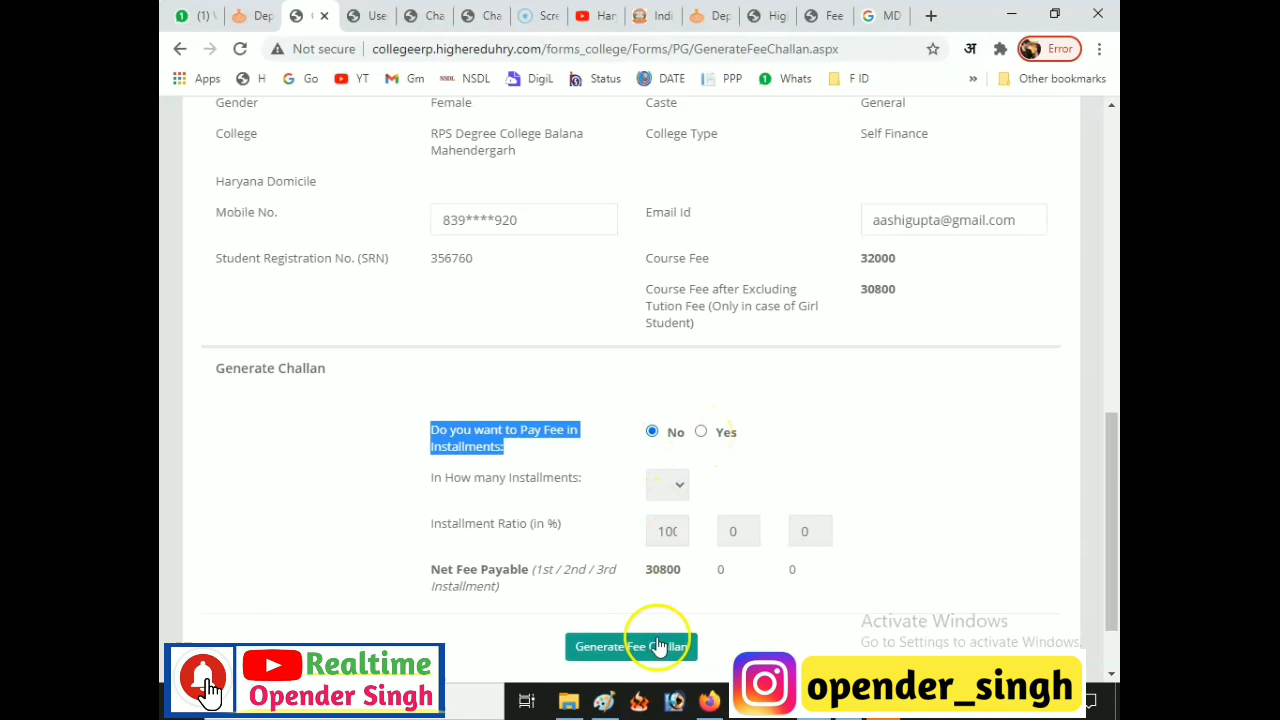 (1) \
Dep
Use
Cha
Cha
Scre
Har
Indi
Dep
Higl
Fee
MD
Not secure
collegeerp.highereduhry.com/forms_college/Forms/PG/GenerateFeeChallan.aspx
अ
Error
Apps
H
Go
YT
Gm
NSDL
NSDL
DigiL
Status
DATE
PPP
Whats
F ID
»
Other bookmarks
Gender Female Caste General
College RPS Degree College Balana College Type Self Finance
Mahendergarh
Haryana Domicile
Mobile No. 839****920 Email Id aashigupta@gmail.com
Student Registration No. (SRN) 356760 Course Fee 32000
Course Fee after Excluding 30800
Tution Fee (Only in case of Girl
Student)
Generate Challan
Do you want to Pay Fee in No Yes
Installments:
In How many Installments:
Installment Ratio (in %) 100 0 0
Net Fee Payable (1st / 2nd / 3rd 30800 0 0
Installment)
Generate Fee Challan
Activate Windows
Go to Settings to activate Windows.
Realtime
Opender Singh
opender_singh